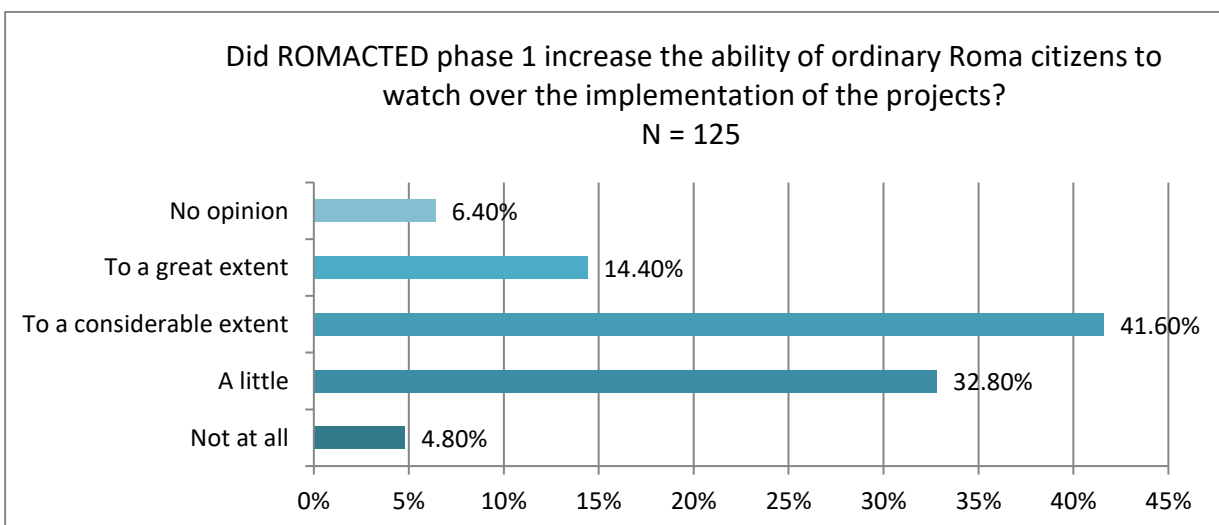 Did ROMACTED phase 1 increase the ability of ordinary Roma citizens to
watch over the implementation of the projects?
N = 125
No opinion 6.40%
To a great extent 14.40%
To a considerable extent 41.60%
A little 32.80%
Not at all 4.80%
0% 5% 10% 15% 20% 25% 30% 35% 40% 45%